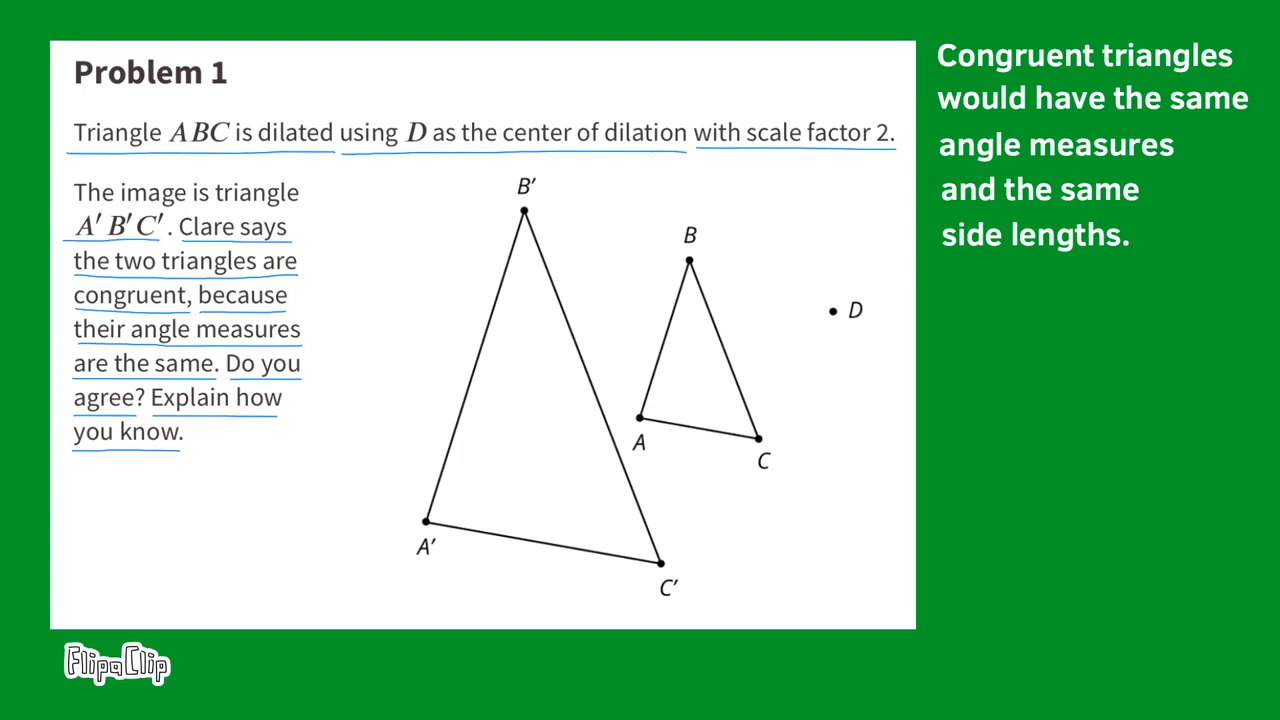 Problem 1
Triangle ABC is dilated using D as the center of dilation with scale factor 2.
The image is triangle
A′ B′ C′. Clare says
the two triangles are
congruent, because
their angle measures
are the same. Do you
agree? Explain how
you know.
B′
B
D
A
C
A′
C′
Congruent triangles
would have the same
angle measures
and the same
side lengths.
FlipaClip